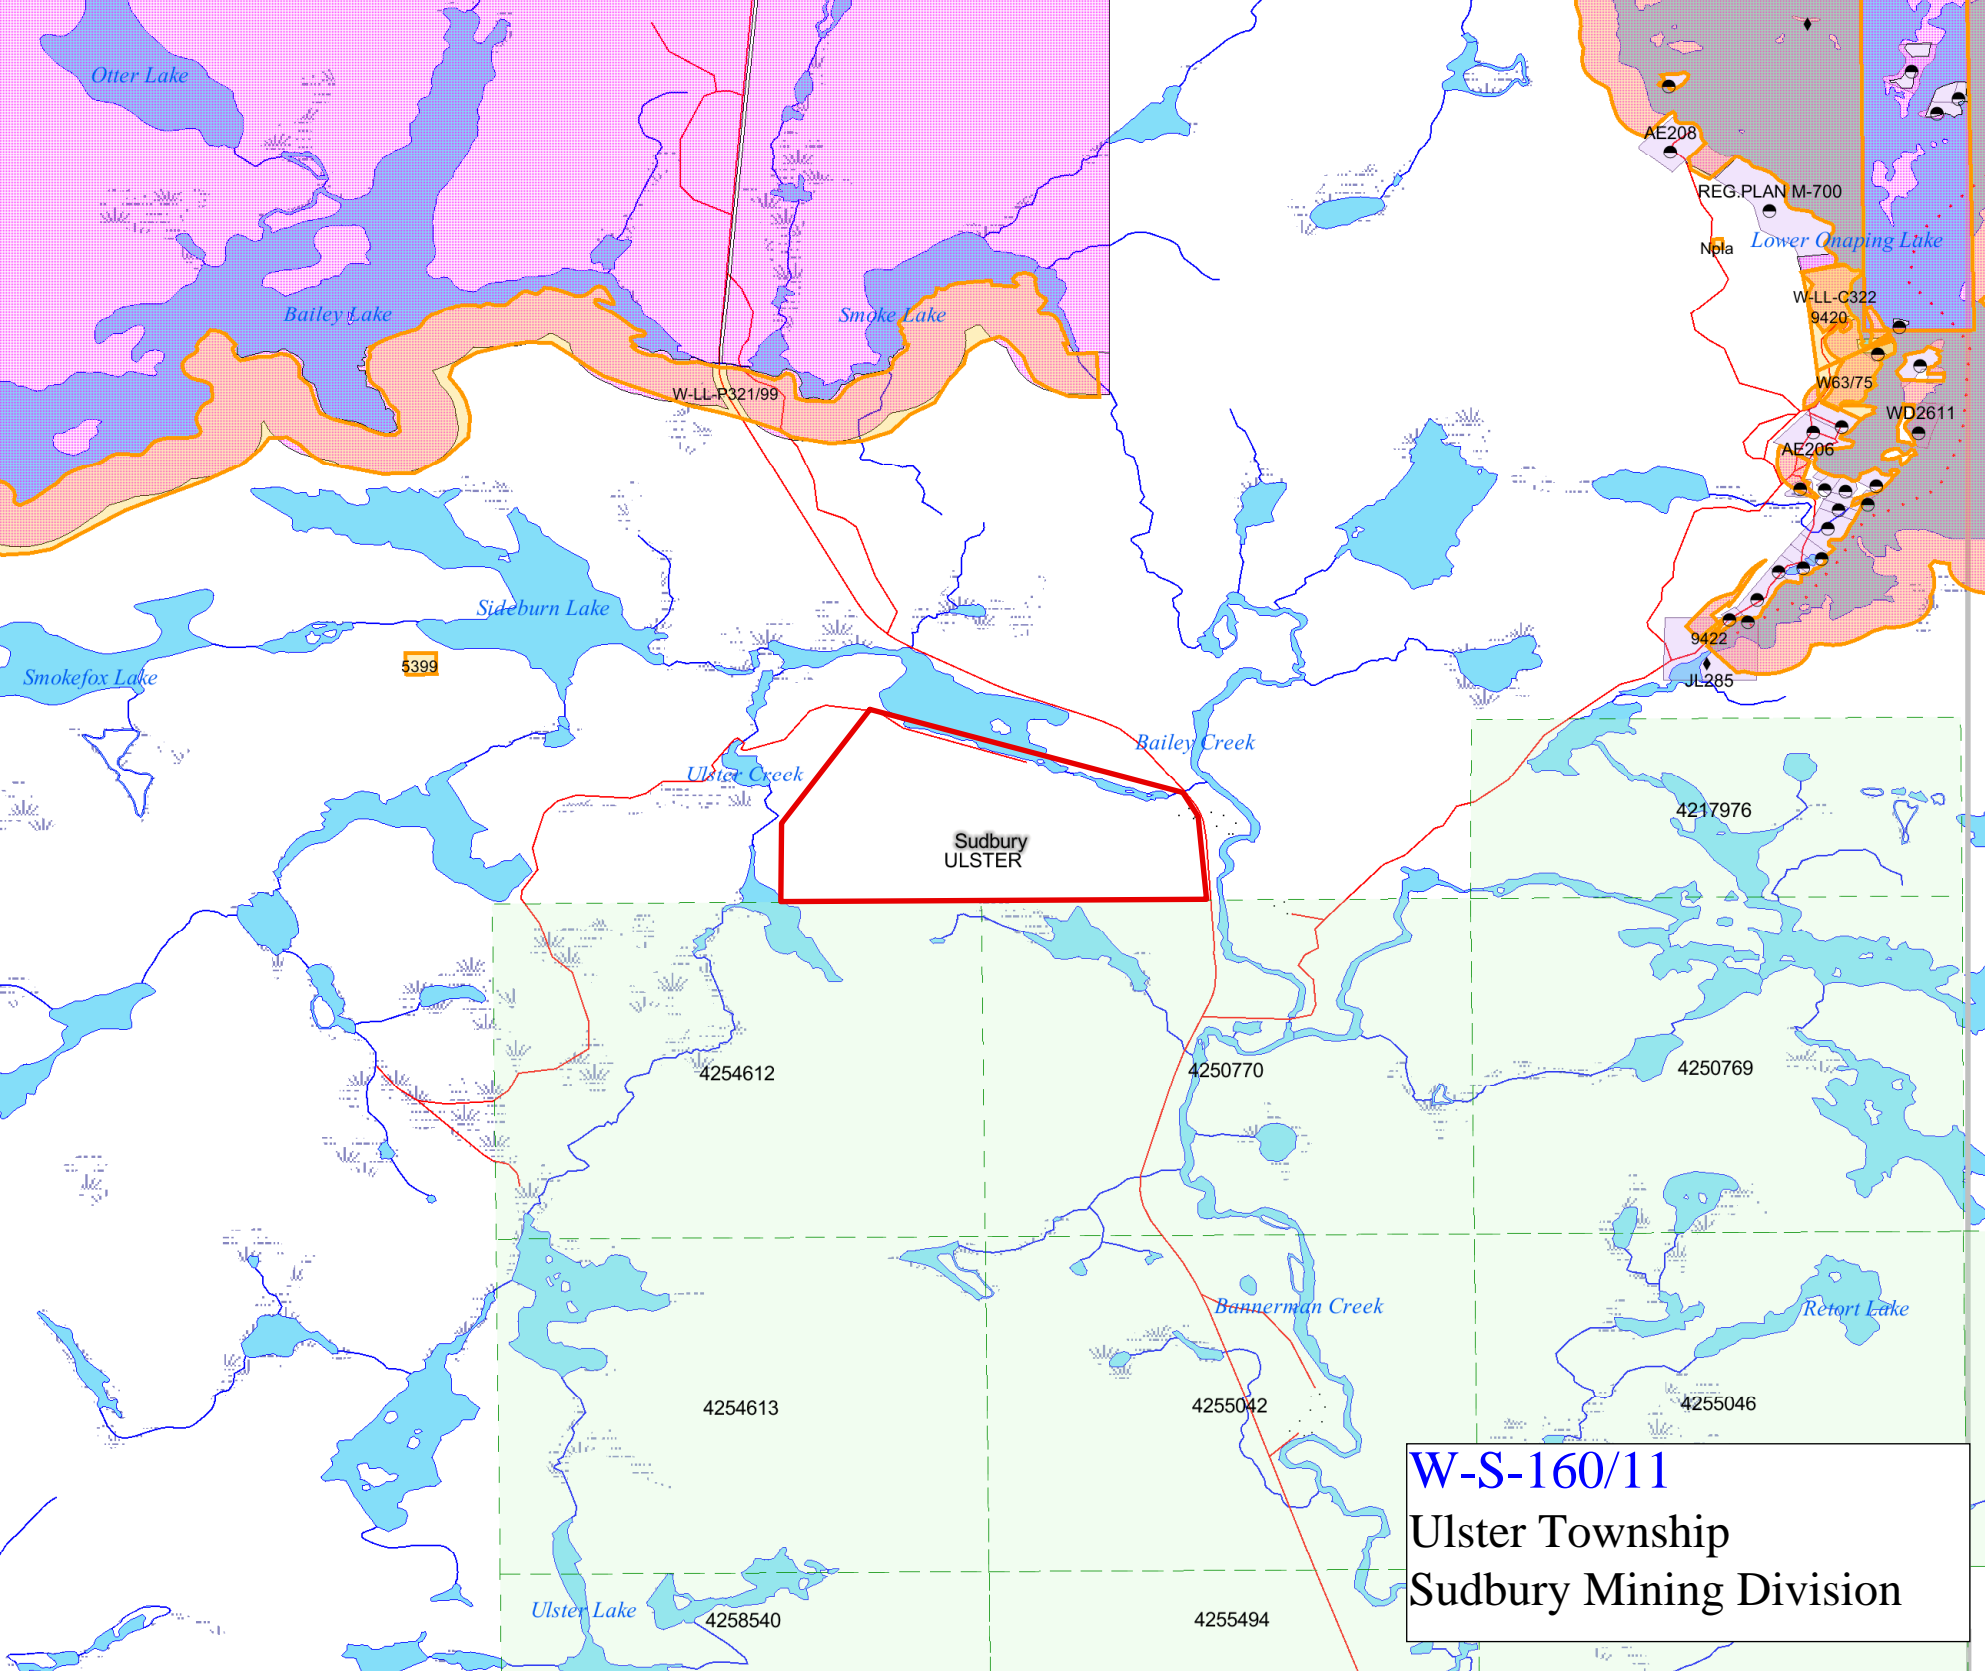 Otter Lake
AE208
REG.PLAN M-700
Lower Onaping Lake
Npla
W-LL-C322
9420
Bailey Lake
Smoke Lake
W-LL-P321/99
W63/75
WD2611
AE206
Sideburn Lake
9422
5399
Smokefox Lake
JL285
Bailey Creek
Ulster Creek
4217976
Sudbury
ULSTER
4254612
4250770
4250769
Bannerman Creek
Retort Lake
4254613
4255042
4255046
W-S-160/11
Ulster Township
Sudbury Mining Division
Ulster Lake
4258540
4255494